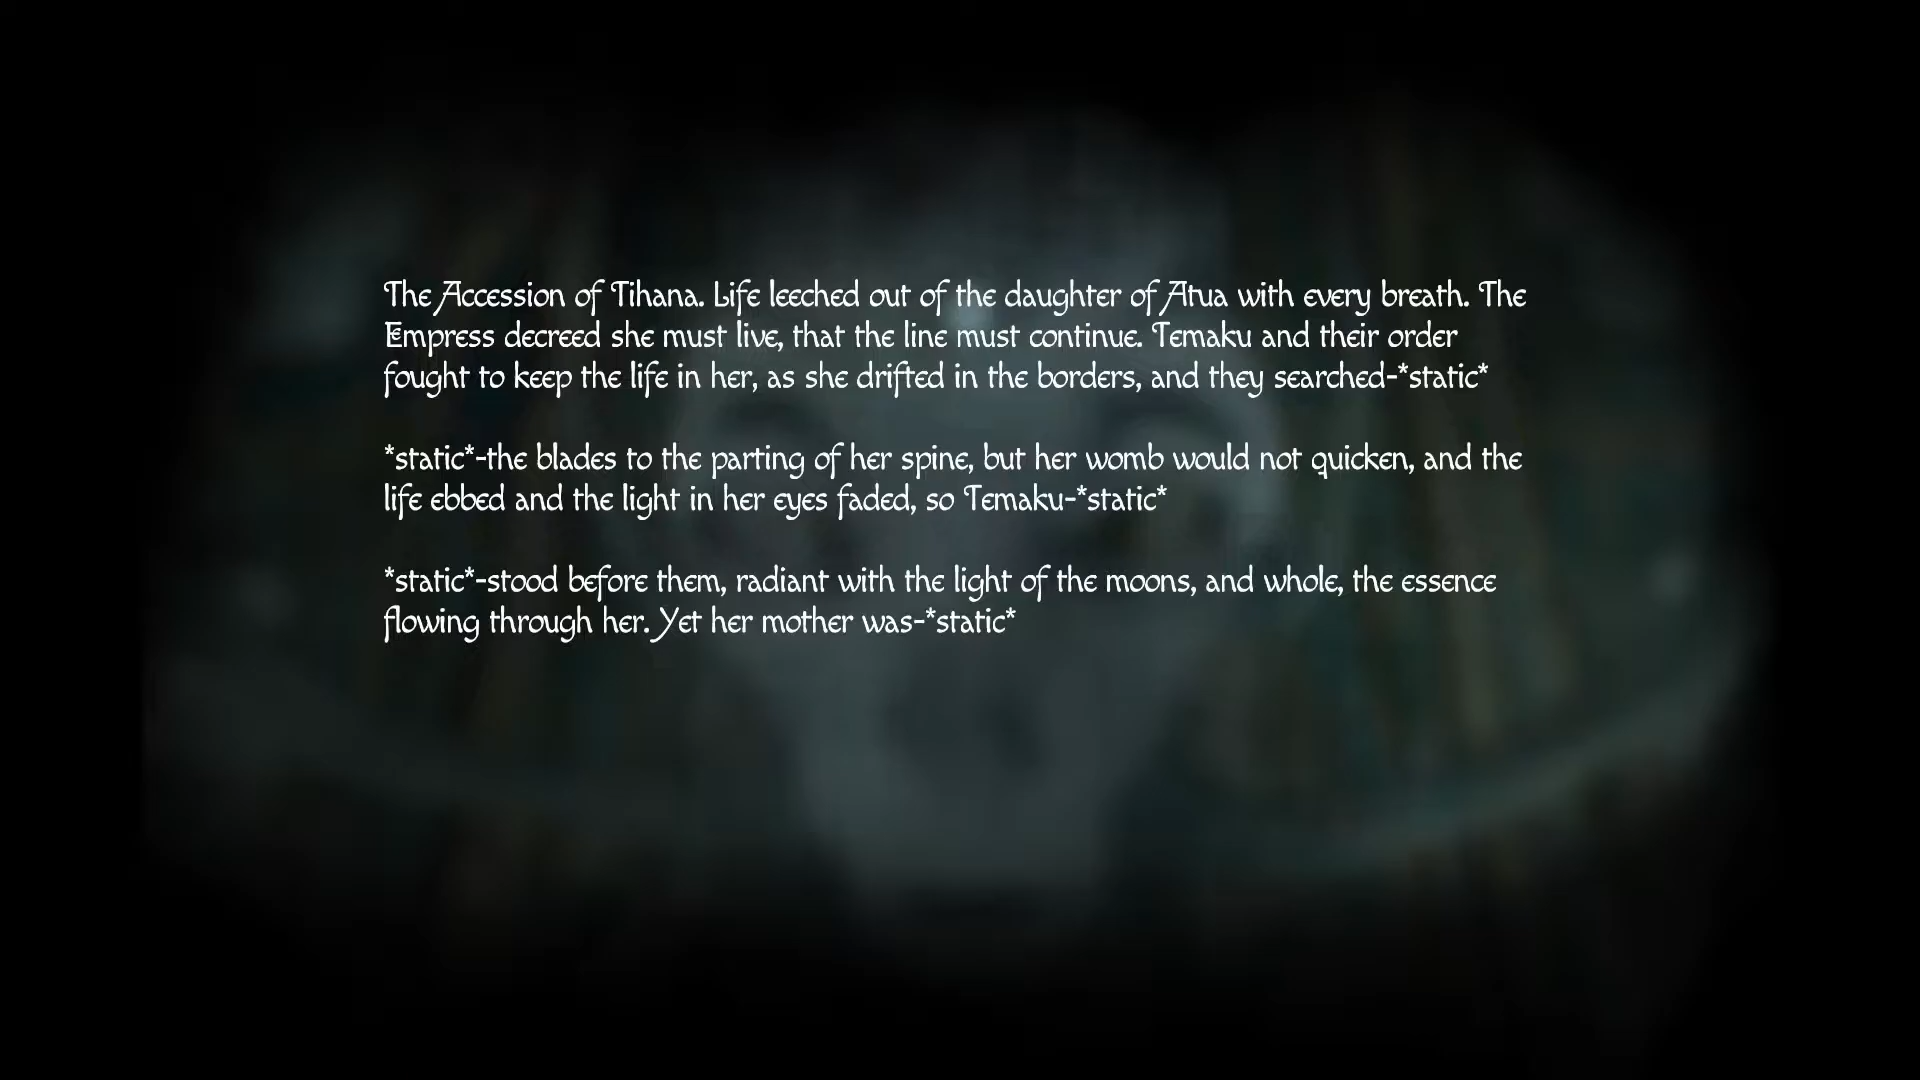 The Accession of Tihana. Life leeched out of the daughter of Atua with every breath. The
Empress decreed she must live, that the line must continue. Temaku and their order
fought to keep the life in her, as she drifted in the borders, and they searched-*static*
*static*-the blades to the parting of her spine, but her womb would not quicken, and the
life ebbed and the light in her eyes faded, so Temaku-*static*
*static*-stood before them, radiant with the light of the moons, and whole, the essence
flowing through her. Yet her mother was-*static*